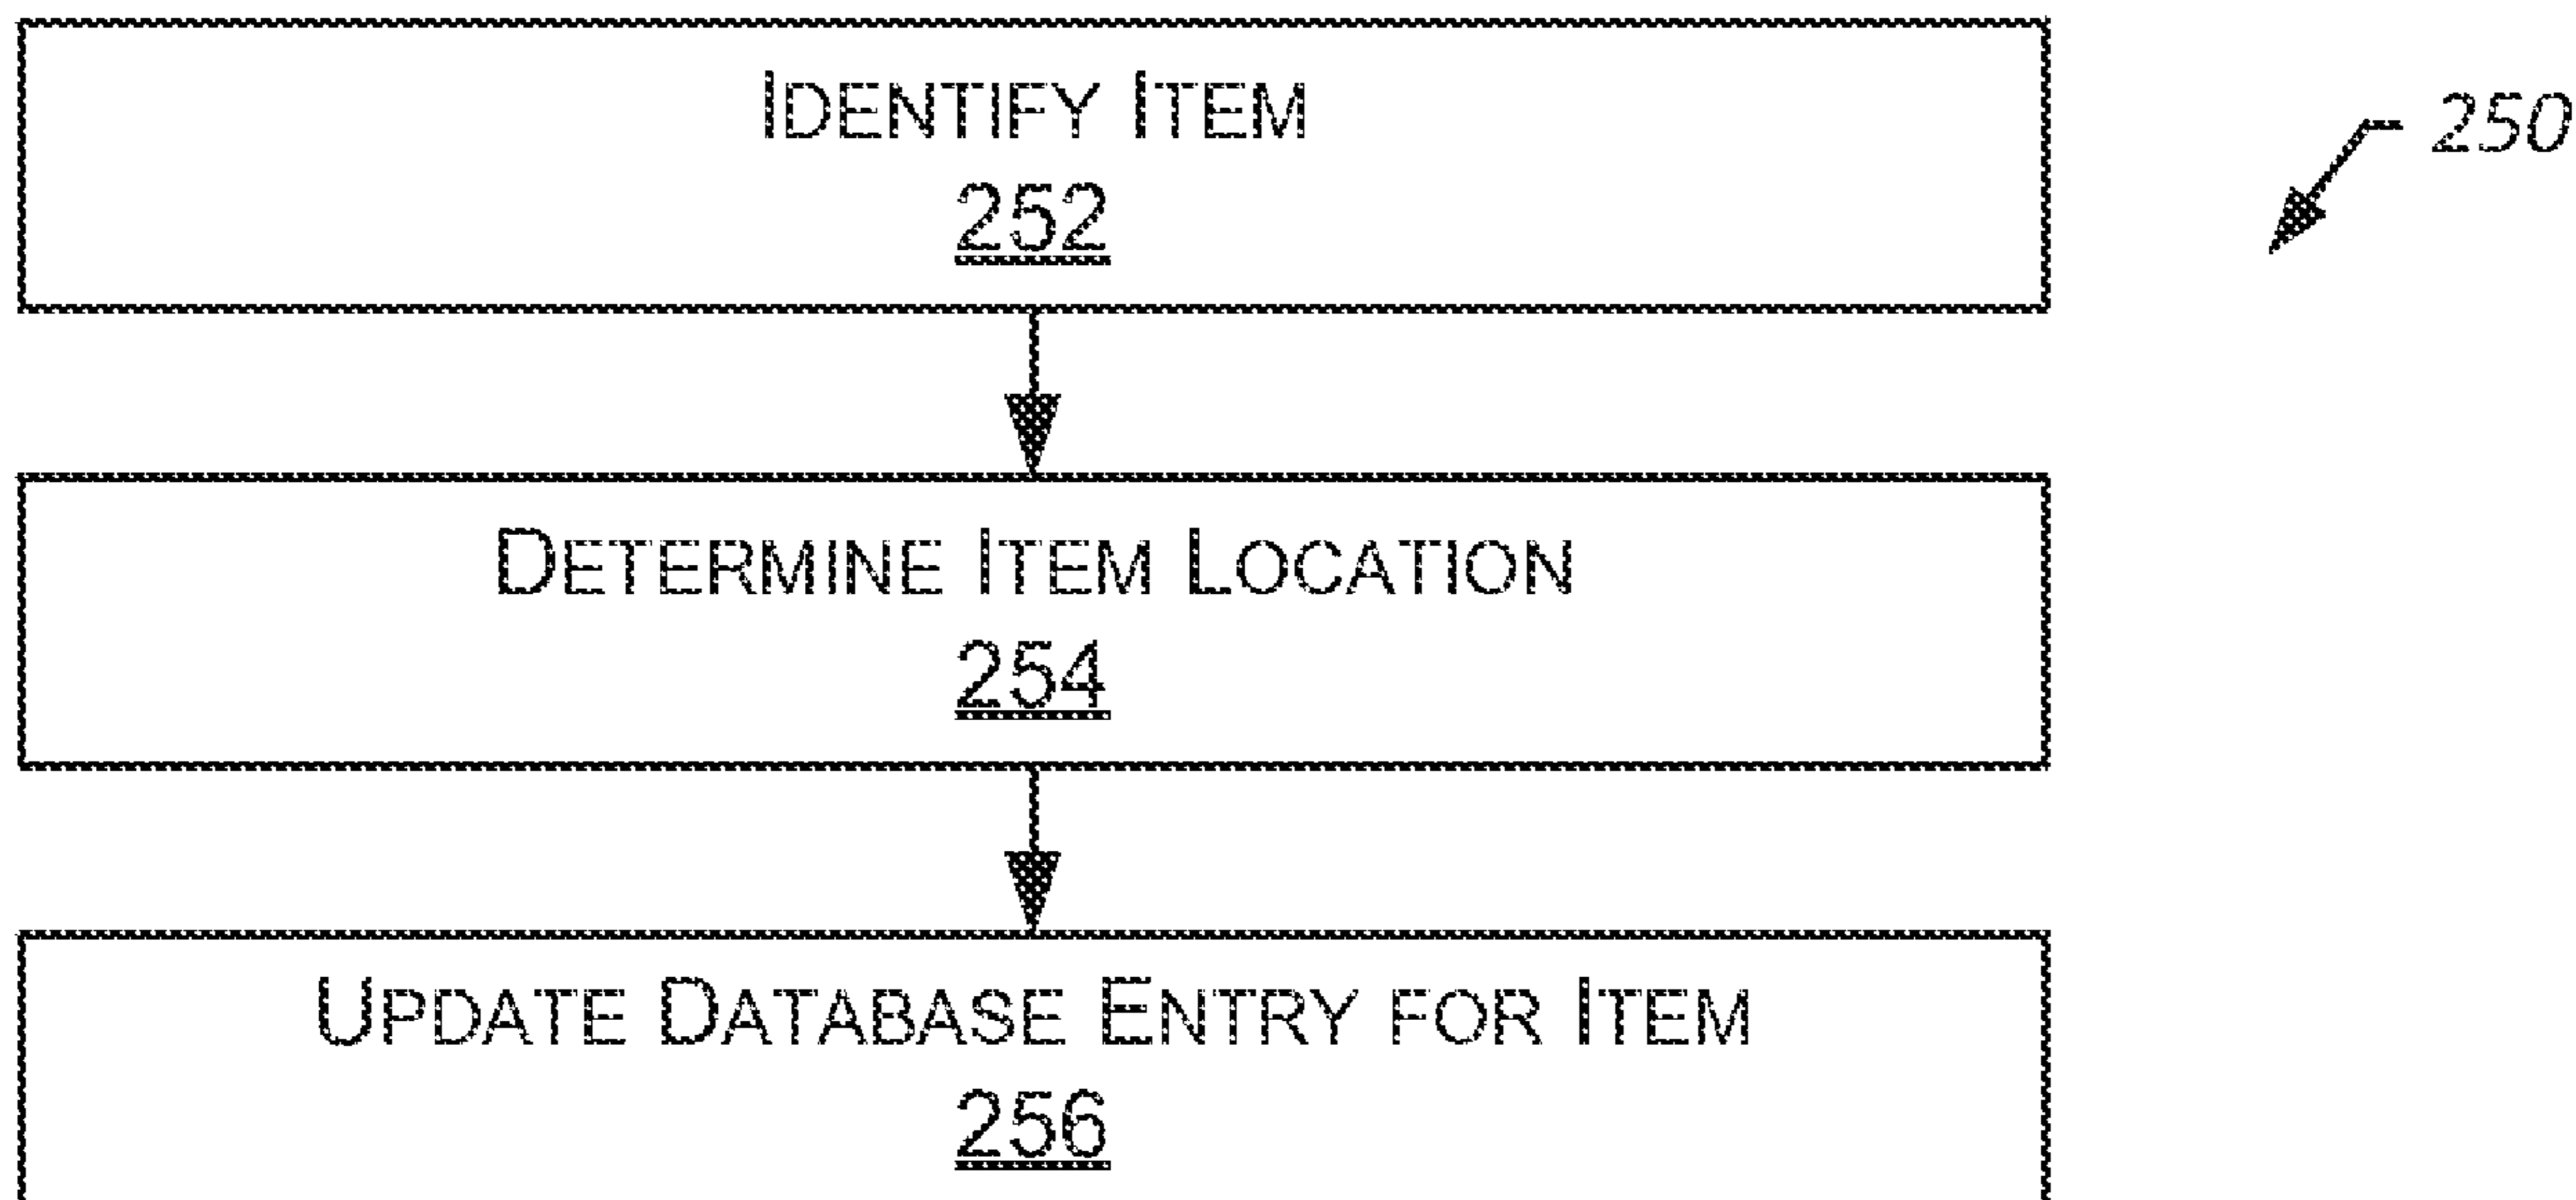 IDENTIFY ITEM
252
250
DETERMINE ITEM LOCATION
254
UPDATE DATABASE ENTRY FOR ITEM
256